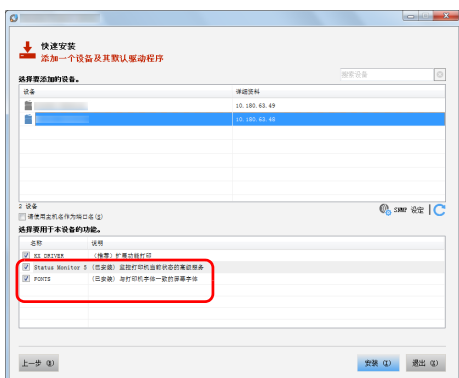 快速安装
添加一个设备及其默认驱动程序
选择要添加的设备。
搜索设备
设备 详细资料
10.180.63.49
10.180.63.48
2 设备
SNMP 设定
请使用主机名作为端口名(S)
选择要用于本设备的功能。
名称 说明
KX DRIVER (推荐) 扩展功能打印
Status Monitor 5 (已安装) 监控打印机当前状态的高级服务
FONTS (已安装) 与打印机字体一致的屏幕字体
上一步 (B) 安装 (I) 退出 (X)